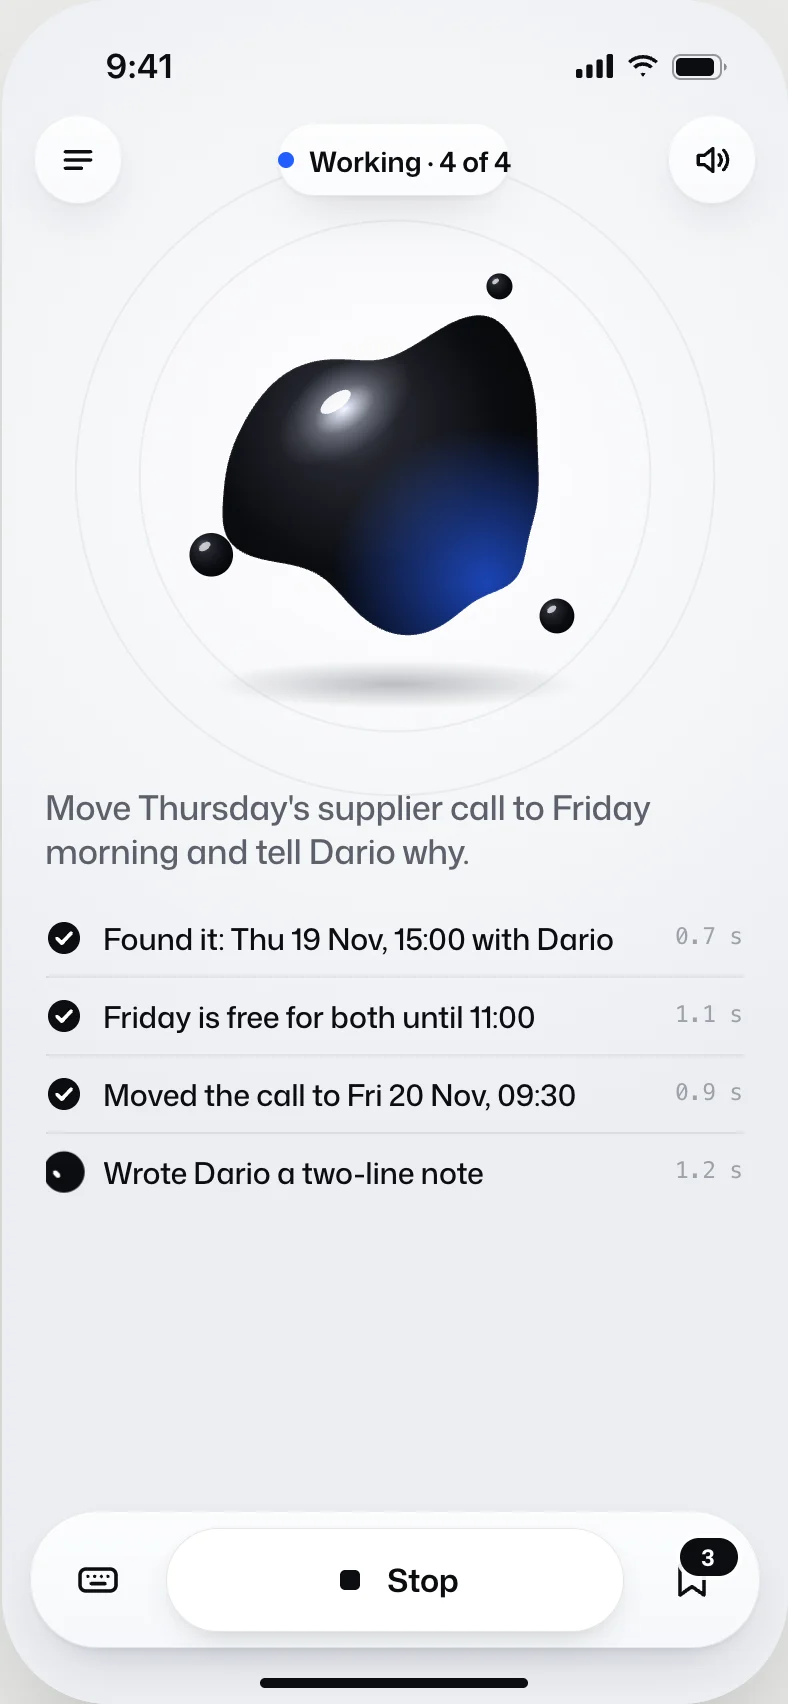 9:41
Working · 4 of 4
Move Thursday's supplier call to Friday
morning and tell Dario why.
Found it: Thu 19 Nov, 15:00 with Dario 0.7 s
Friday is free for both until 11:00 1.1 s
Moved the call to Fri 20 Nov, 09:30 0.9 s
Wrote Dario a two-line note 1.2 s
Stop
3